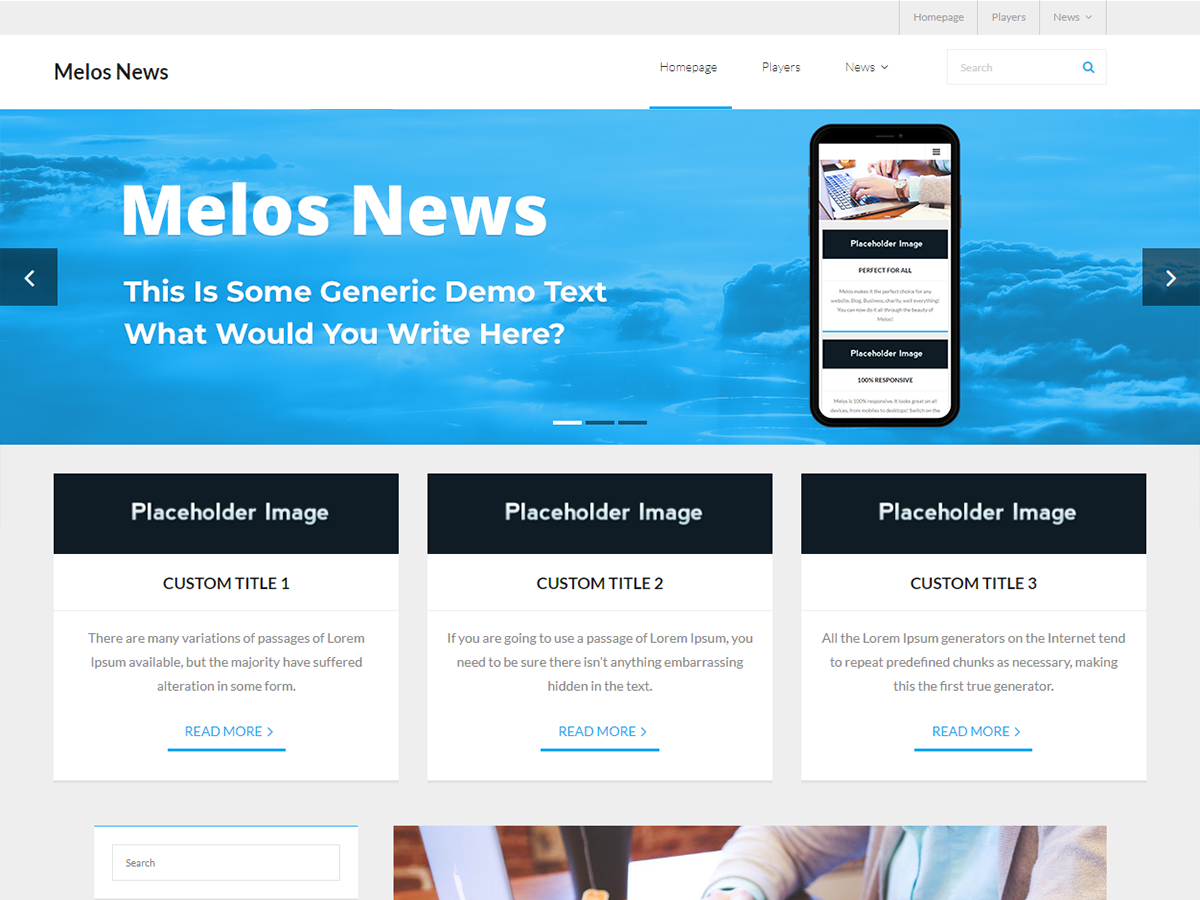 Homepage Players News
Melos News
Homepage Players News Search
Melos News
This Is Some Generic Demo Text
What Would You Write Here?
Placeholder Image
PERFECT FOR ALL
Melos makes it the perfect choice for any
website. Blog, Business, charity, well everything!
You can now do it all through the beauty of
Melos!
Placeholder Image
100% RESPONSIVE
Melos is 100% responsive. It looks great on all
devices, from mobiles to desktops! Switch on the
Placeholder Image
CUSTOM TITLE 1
There are many variations of passages of Lorem
Ipsum available, but the majority have suffered
alteration in some form.
READ MORE
Placeholder Image
CUSTOM TITLE 2
If you are going to use a passage of Lorem Ipsum, you
need to be sure there isn't anything embarrassing
hidden in the text.
READ MORE
Placeholder Image
CUSTOM TITLE 3
All the Lorem Ipsum generators on the Internet tend
to repeat predefined chunks as necessary, making
this the first true generator.
READ MORE
Search